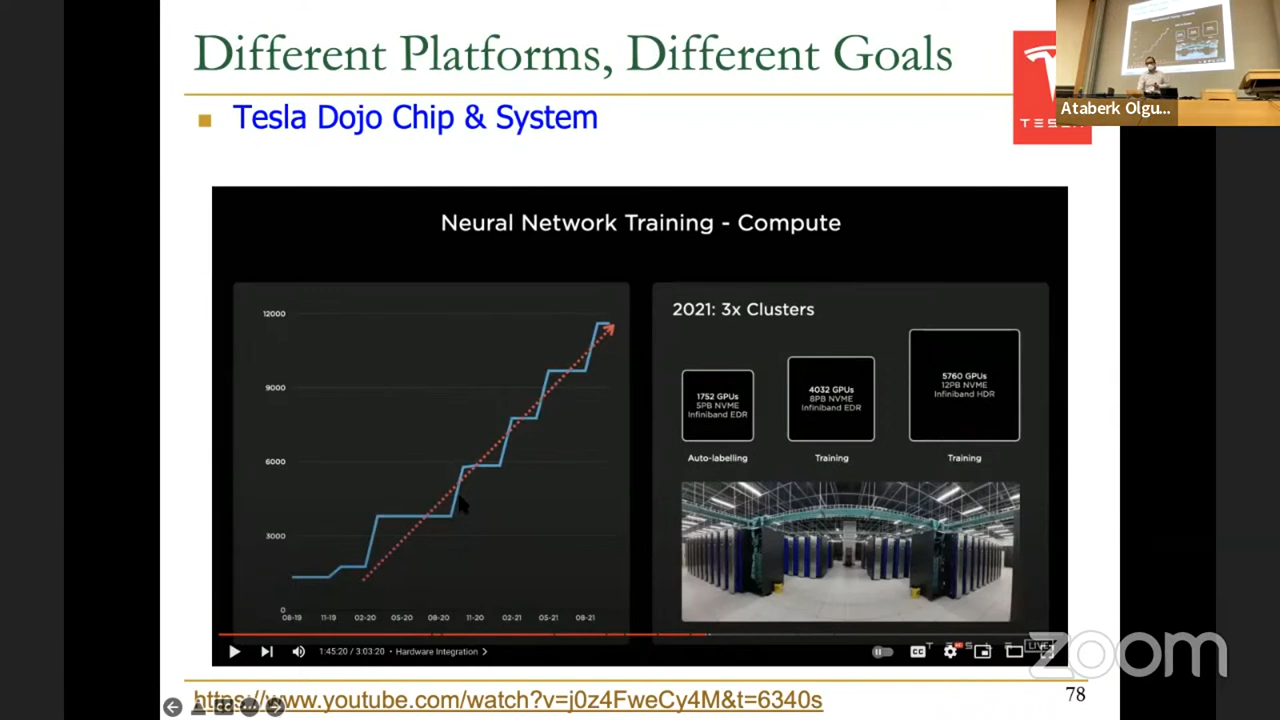 Different Platforms, Different Goals
Tesla Dojo Chip & System
TESLA
Ataberk Olgu...
Neural Network Training - Compute
12000
9000
6000
3000
0
08-19 11-19 02-20 05-20 08-20 11-20 02-21 05-21 08-21
2021: 3x Clusters
1752 GPUs
5PB NVME
Infiniband EDR
Auto-labelling
4032 GPUs
8PB NVME
Infiniband EDR
Training
5760 GPUs
12PB NVME
Infiniband HDR
Training
1:45:20 / 3:03:20 • Hardware Integration >
CC
LIVE
zoom
https://www.youtube.com/watch?v=j0z4FweCy4M&t=6340s
78